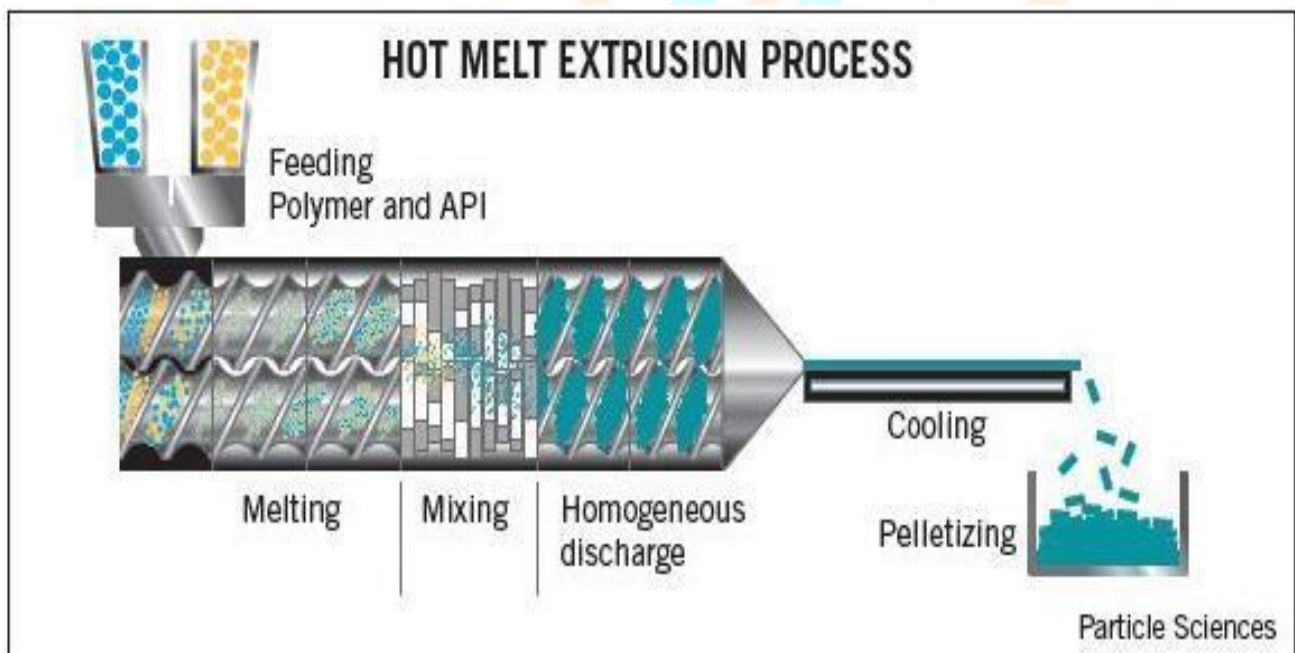 HOT MELT EXTRUSION PROCESS
Feeding
Polymer and API
Melting
Mixing
Homogeneous
discharge
Cooling
Pelletizing
Particle Sciences